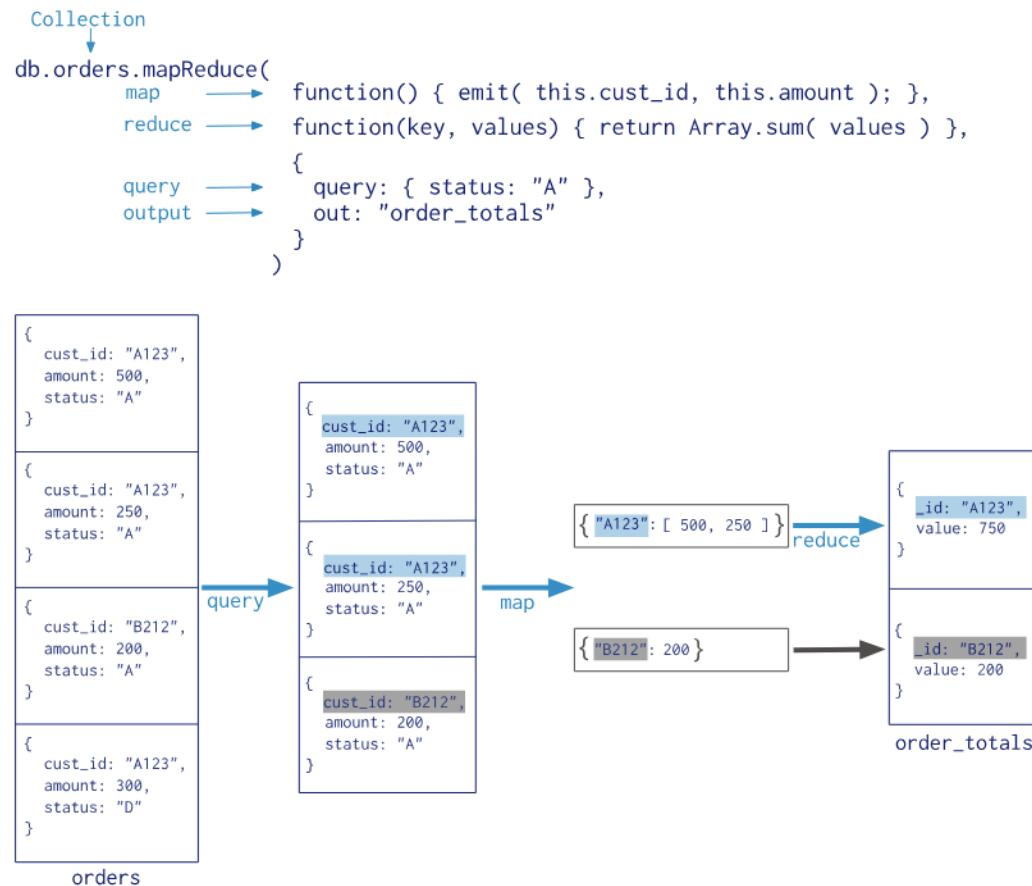 Collection
db.orders.mapReduce(
map function() { emit( this.cust_id, this.amount ); },
reduce function(key, values) { return Array.sum( values ) },
{
query query: { status: "A" },
output out: "order_totals"
}
)
{
cust_id: "A123",
amount: 500,
status: "A"
}
{
cust_id: "A123",
amount: 250,
status: "A"
}
{
cust_id: "B212",
amount: 200,
status: "A"
}
{
cust_id: "A123",
amount: 300,
status: "D"
}
orders
query
{
cust_id: "A123",
amount: 500,
status: "A"
}
{
cust_id: "A123",
amount: 250,
status: "A"
}
{
cust_id: "B212",
amount: 200,
status: "A"
}
map
{ "A123": [ 500, 250 ] }
{ "B212": 200 }
reduce
{
_id: "A123",
value: 750
}
{
_id: "B212",
value: 200
}
order_totals